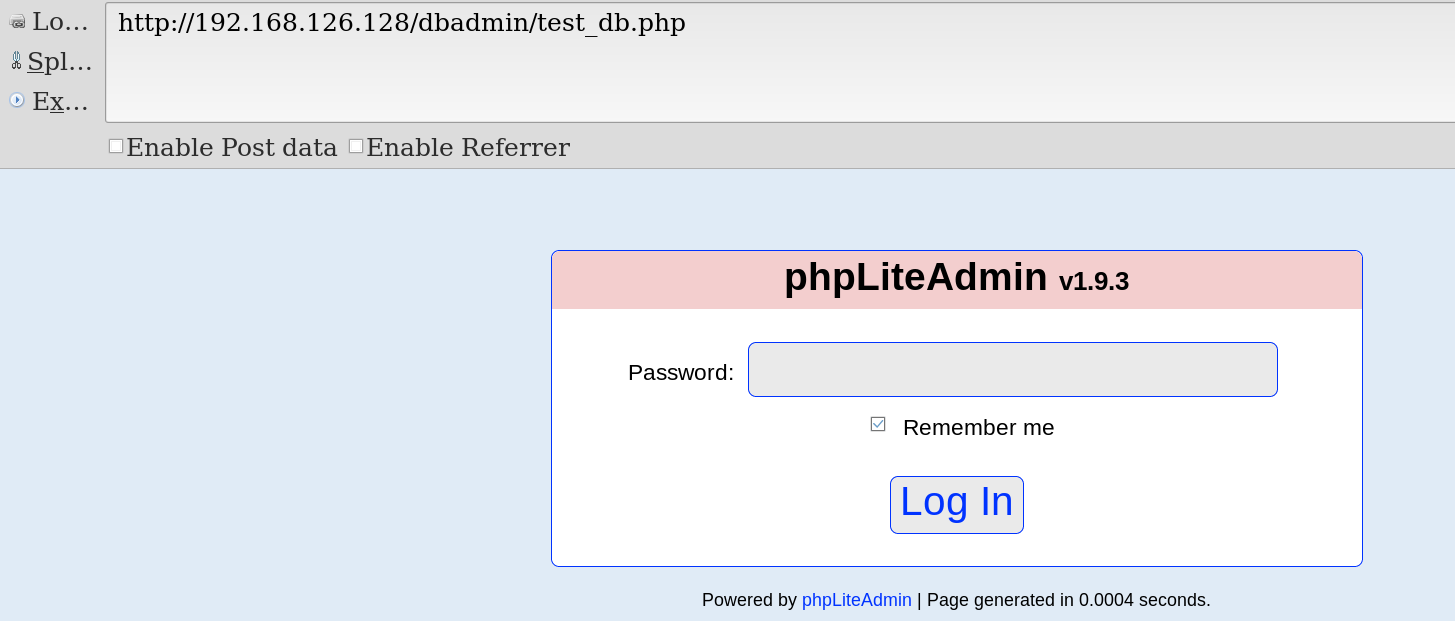 Lo...
http://192.168.126.128/dbadmin/test_db.php
Spl...
Ex...
Enable Post data Enable Referrer
phpLiteAdmin v1.9.3
Password:
Remember me
Log In
Powered by phpLiteAdmin | Page generated in 0.0004 seconds.